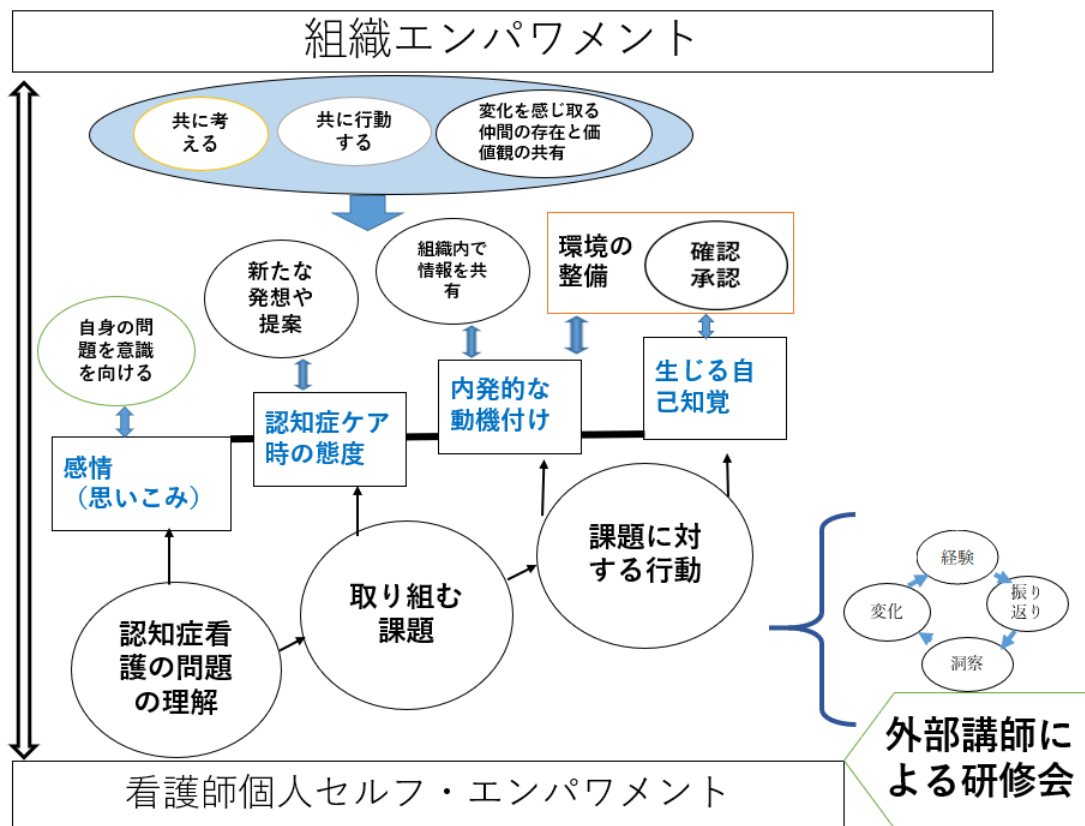 組織エンパワメント
共に考
える
共に行動
する
変化を感じ取る
仲間の存在と価
値観の共有
自身の問
題を意識
を向ける
新たな
発想や
提案
組織内で
情報を共
有
環境の
整備
確認
承認
感情
（思いこみ）
認知症ケア
時の態度
内発的な
動機付け
生じる自
己知覚
認知症看
護の問題
の理解
取り組む
課題
課題に対
する行動
経験
振り
返り
洞察
変化
外部講師に
よる研修会
看護師個人セルフ・エンパワメント